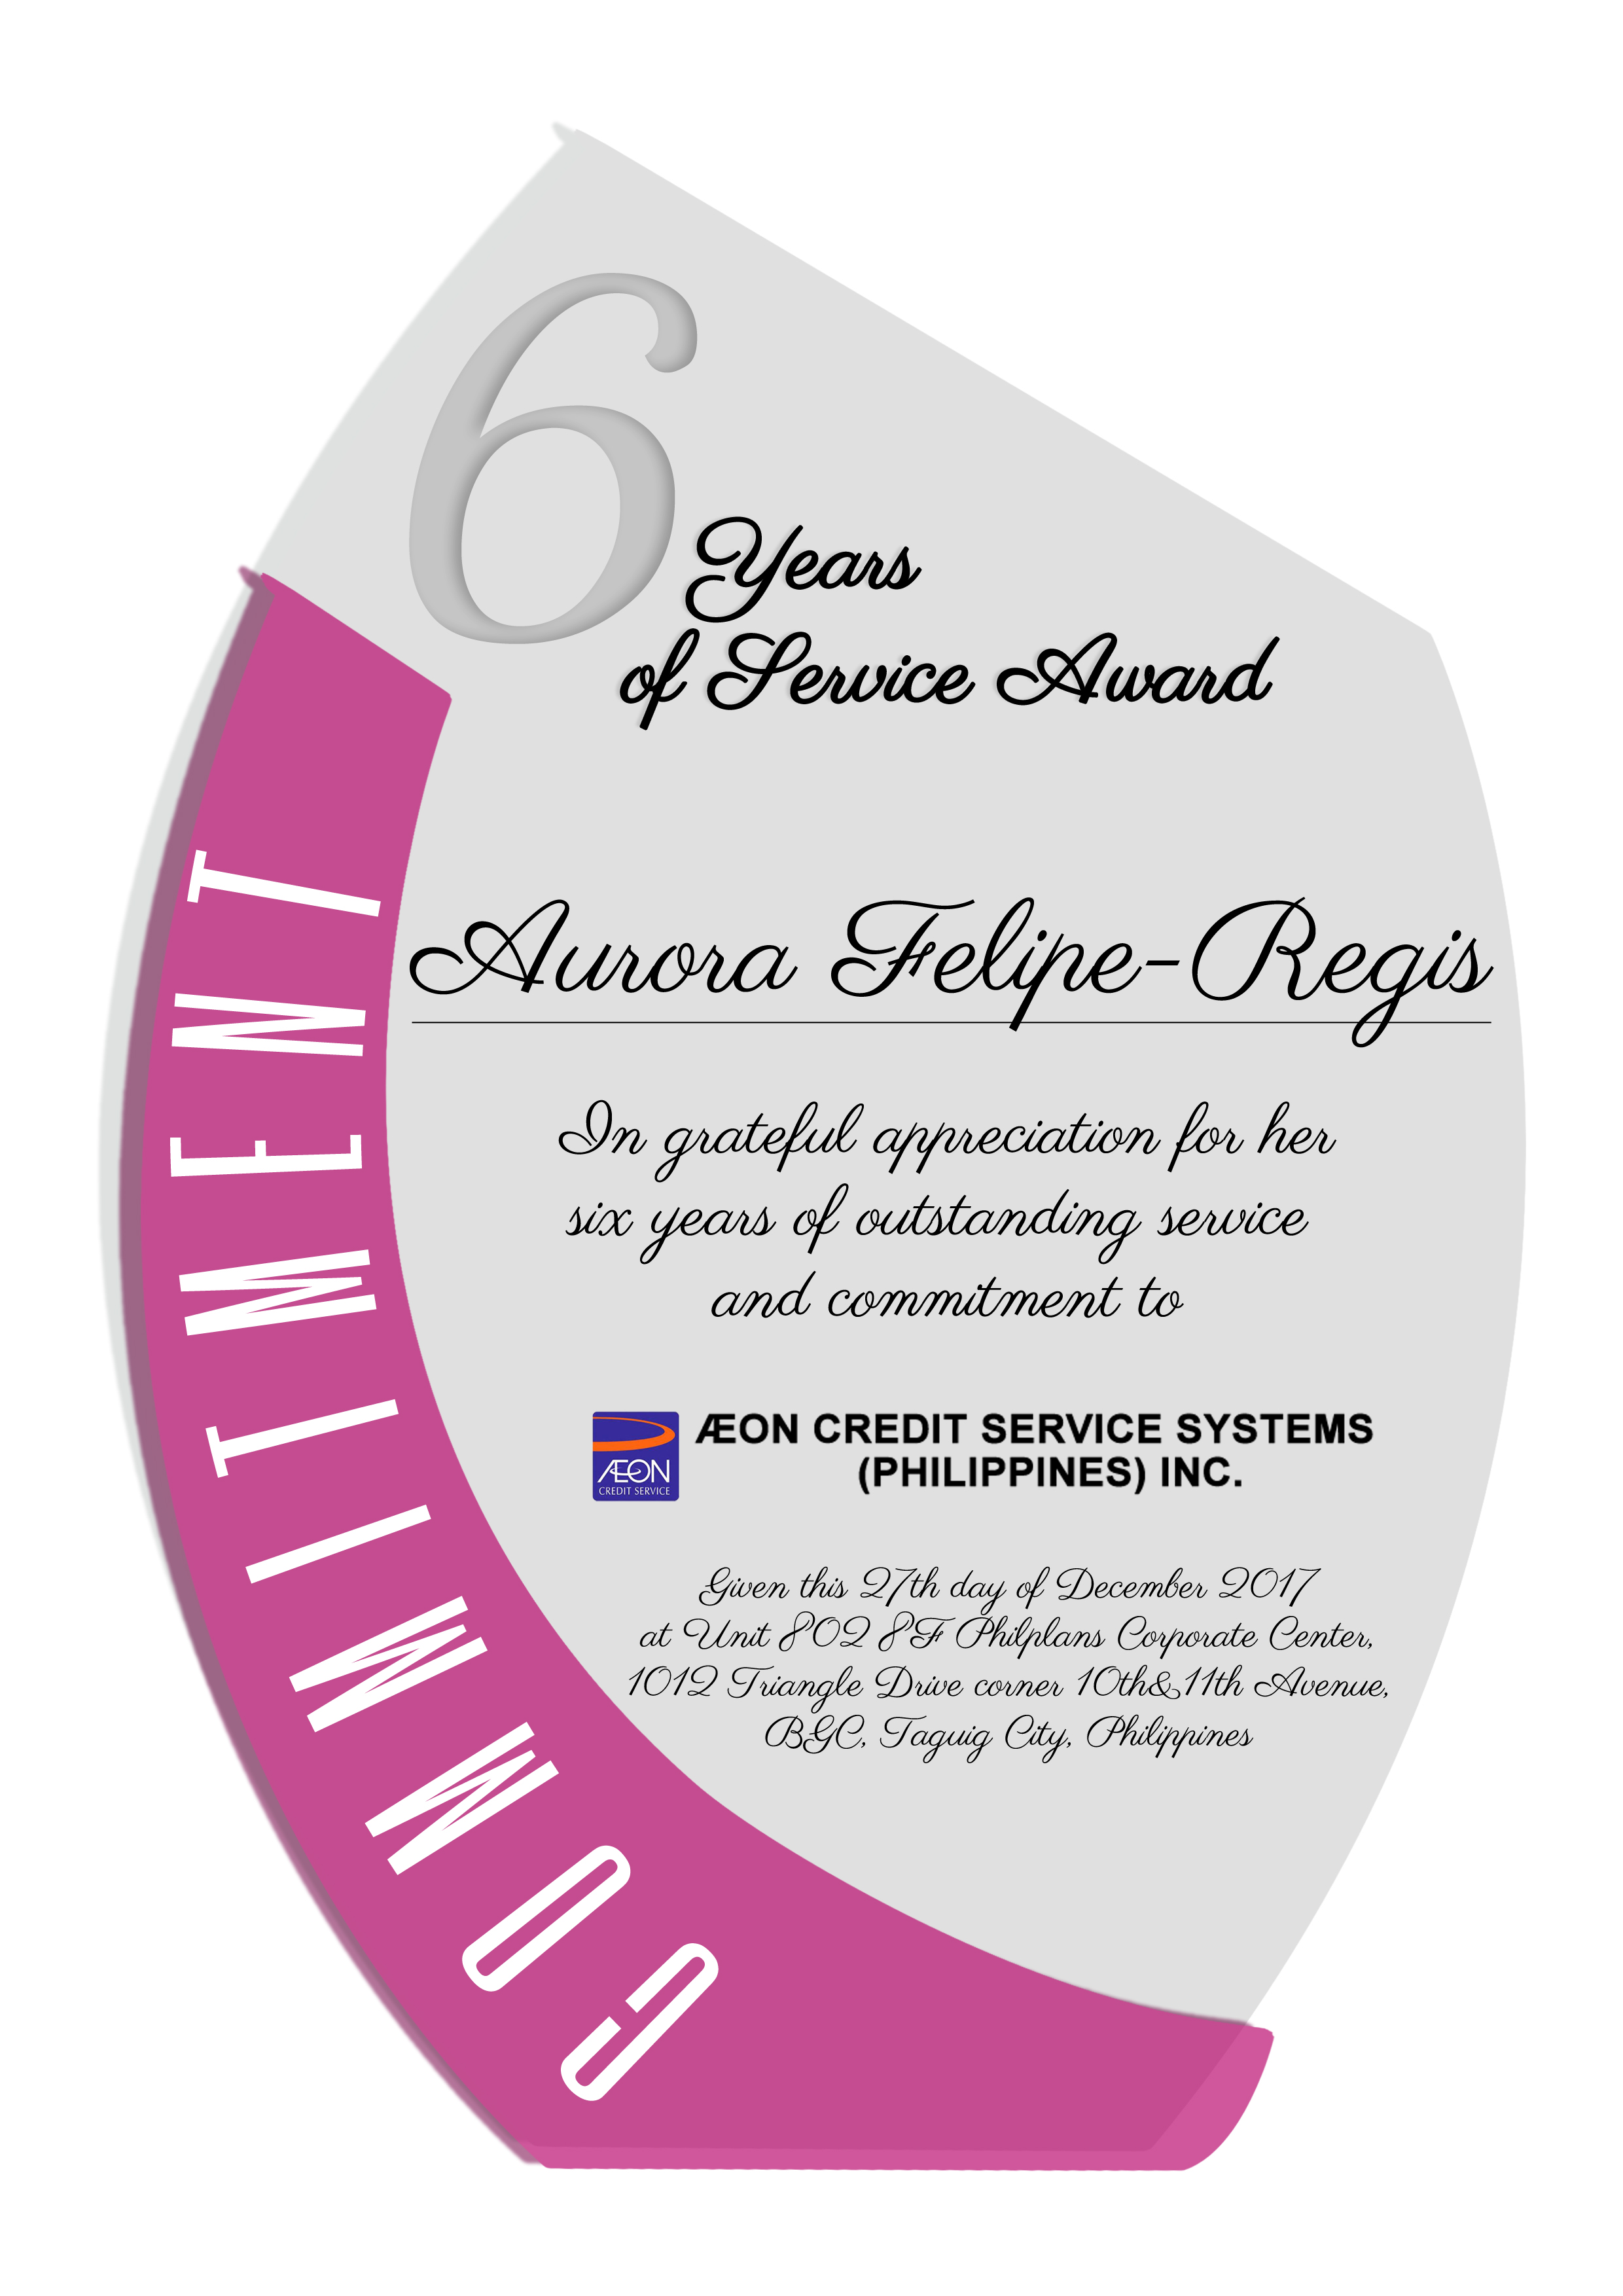 6
Years
of Service Award
Aurora Felipe-Regis
In grateful appreciation for her
six years of outstanding service
and commitment to
ÆON
CREDIT SERVICE
ÆON CREDIT SERVICE SYSTEMS
(PHILIPPINES) INC.
Given this 27th day of December 2017
at Unit 802 8F Philplans Corporate Center,
1012 Triangle Drive corner 10th&11th Avenue,
BGC, Taguig City, Philippines
COMMITMENT